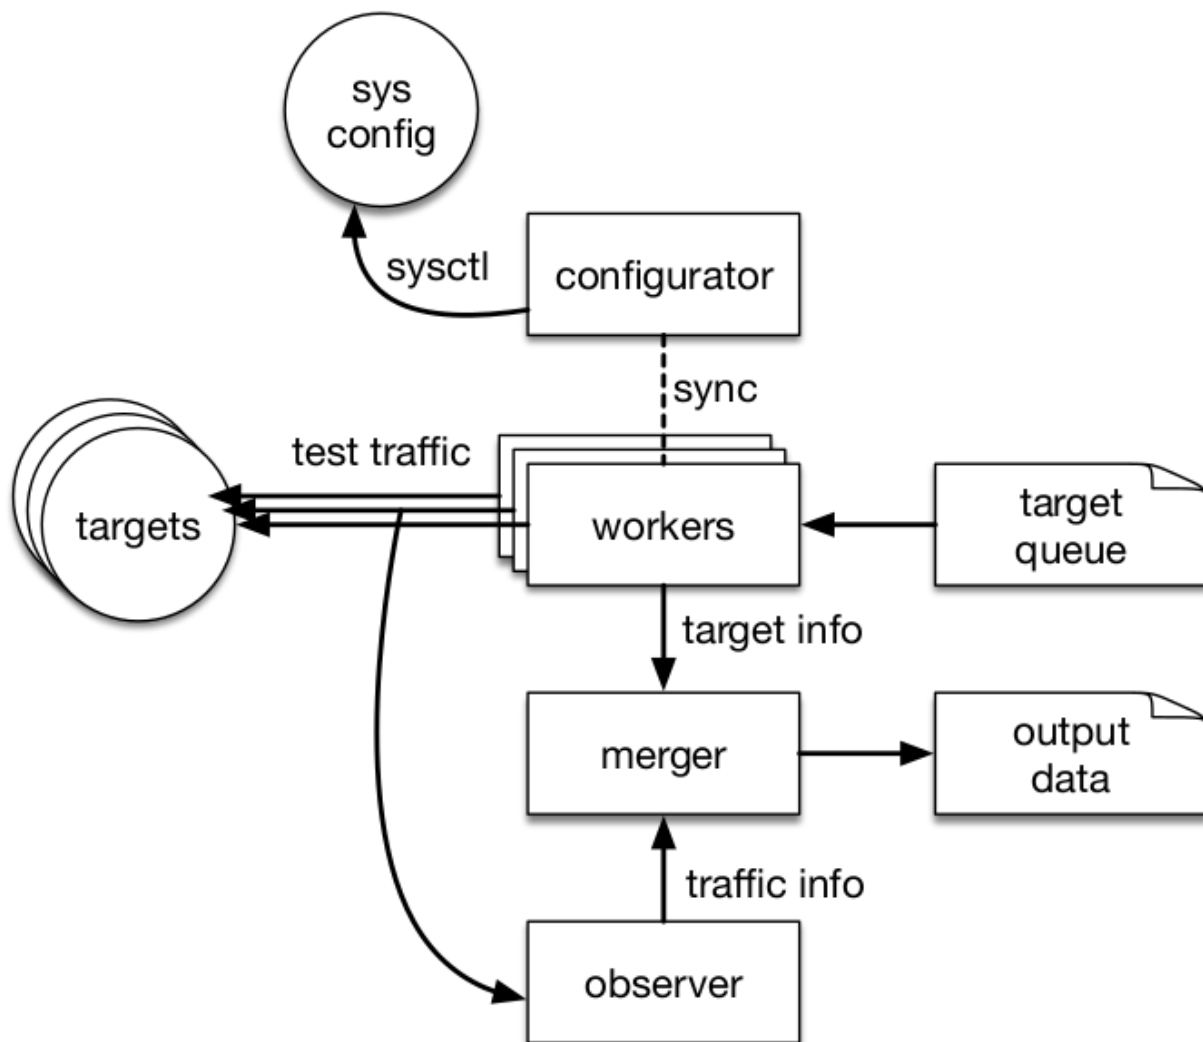 sys
config
sysctl
configurator
sync
test traffic
targets
workers
target
queue
target info
merger
output
data
traffic info
observer